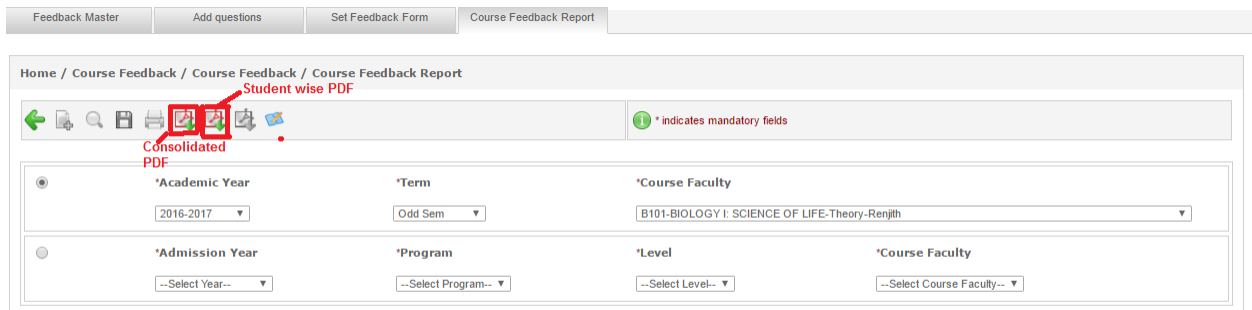 Feedback Master Add questions Set Feedback Form Course Feedback Report
Home / Course Feedback / Course Feedback / Course Feedback Report
Student wise PDF
* indicates mandatory fields
Consolidated
PDF
*Academic Year *Term *Course Faculty
2016-2017 Odd Sem B101-BIOLOGY I: SCIENCE OF LIFE-Theory-Renjith
*Admission Year *Program *Level *Course Faculty
--Select Year-- --Select Program-- --Select Level-- --Select Course Faculty--